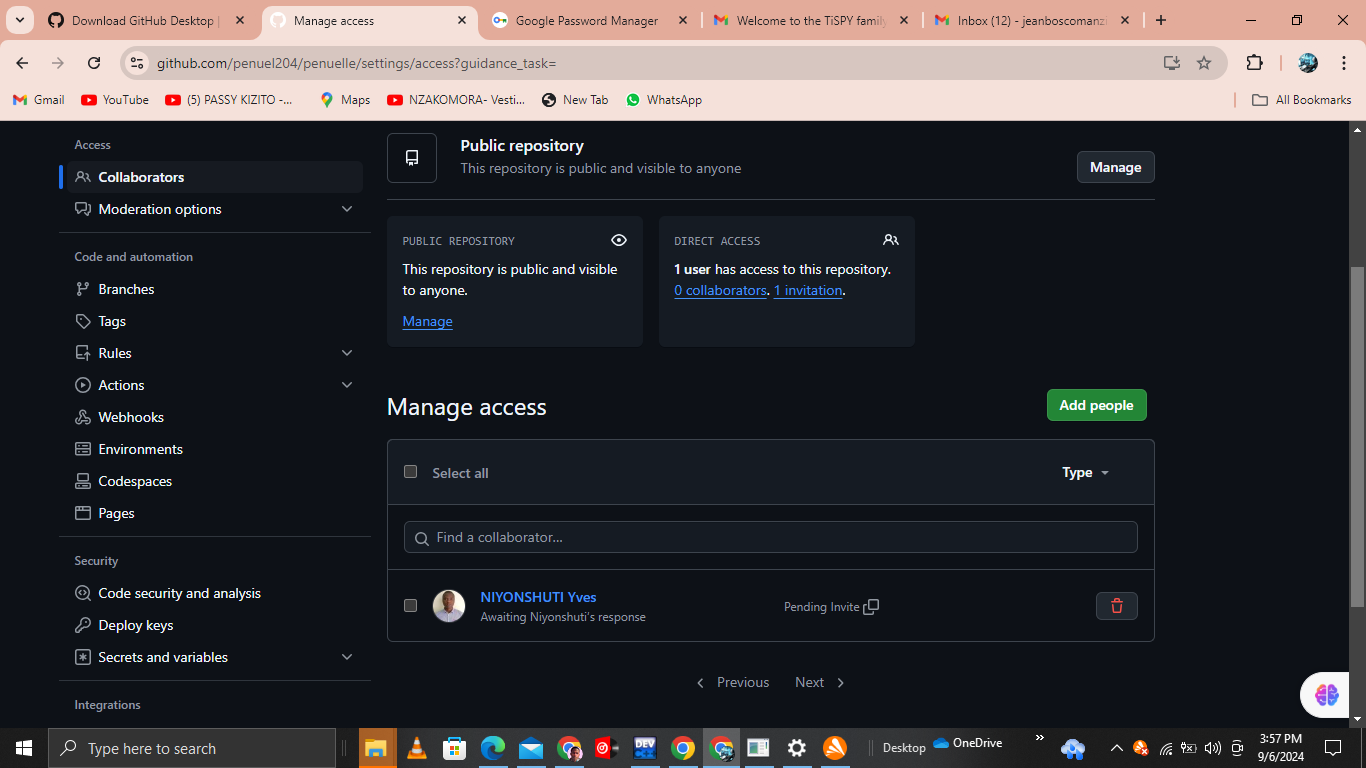 Download GitHub Desktop |
Manage access
Google Password Manager
Welcome to the TiSPY family
Inbox (12) - jeanboscomanzi
github.com/penuel204/penuelle/settings/access?guidance_task=
Gmail
YouTube
(5) PASSY KIZITO -...
Maps
NZAKOMORA- Vesti...
New Tab
WhatsApp
All Bookmarks
Access
Collaborators
Moderation options
Code and automation
Branches
Tags
Rules
Actions
Webhooks
Environments
Codespaces
Pages
Security
Code security and analysis
Deploy keys
Secrets and variables
Integrations
Public repository
This repository is public and visible to anyone
Manage
PUBLIC REPOSITORY
This repository is public and visible
to anyone.
Manage
DIRECT ACCESS
1 user has access to this repository.
0 collaborators. 1 invitation.
Manage access
Add people
Select all
Type
Find a collaborator...
NIYONSHUTI Yves
Awaiting Niyonshuti's response
Pending Invite
Previous
Next
Type here to search
DEV
Desktop
OneDrive
3:57 PM
9/6/2024